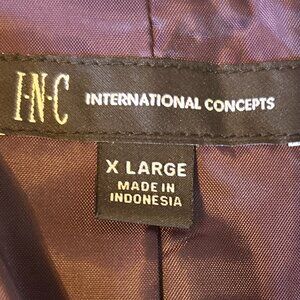 I·N·C INTERNATIONAL CONCEPTS
X LARGE
MADE IN
INDONESIA